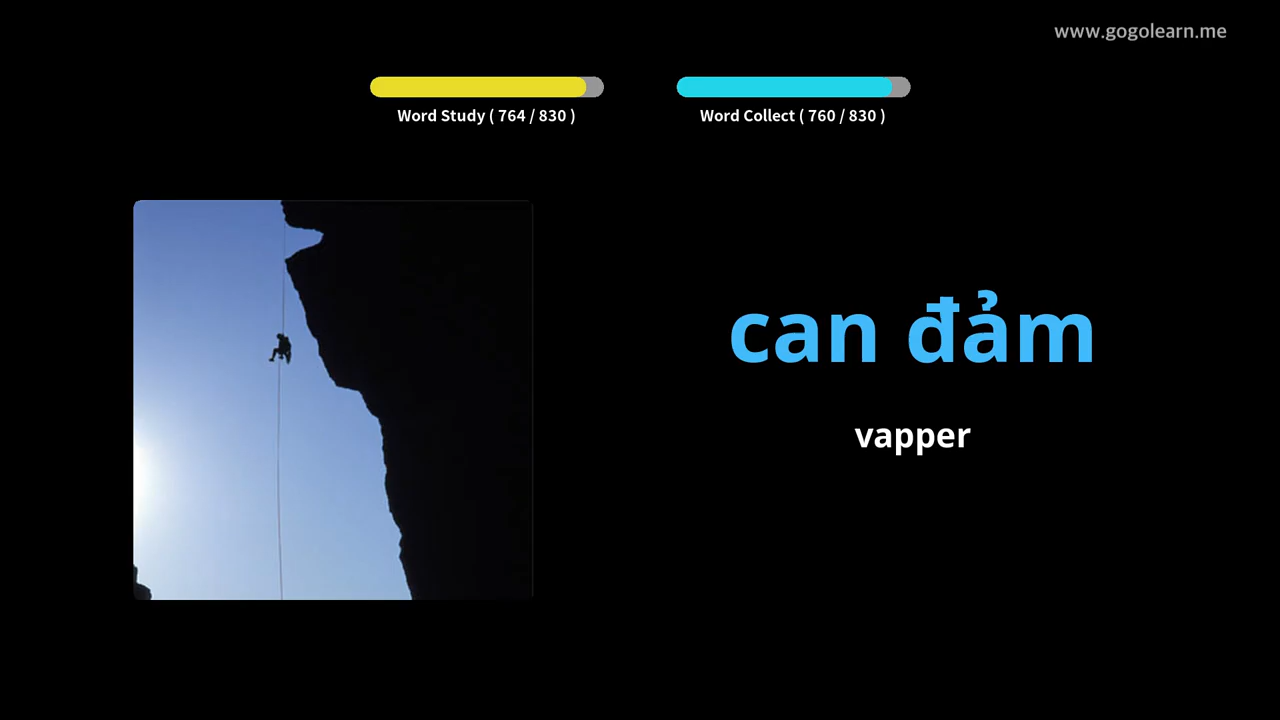 www.gogolearn.me
Word Study ( 764 / 830 )
Word Collect ( 760 / 830 )
can đảm
vapper